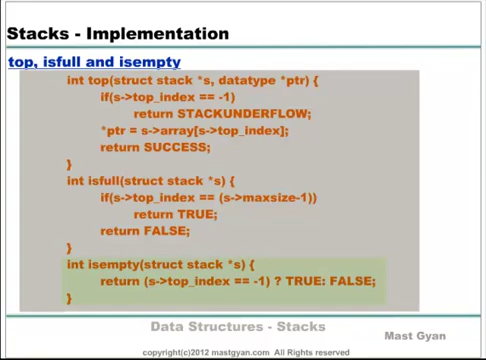 Stacks - Implementation
top, isfull and isempty
int top(struct stack *s, datatype *ptr) {
if(s->top_index == -1)
return STACKUNDERFLOW;
*ptr = s->array[s->top_index];
return SUCCESS;
}
int isfull(struct stack *s) {
if(s->top_index == (s->maxsize-1))
return TRUE;
return FALSE;
}
int isempty(struct stack *s) {
return (s->top_index == -1) ? TRUE: FALSE;
}
Data Structures - Stacks
Mast Gyan
copyright(c)2012 mastgyan.com All Rights reserved